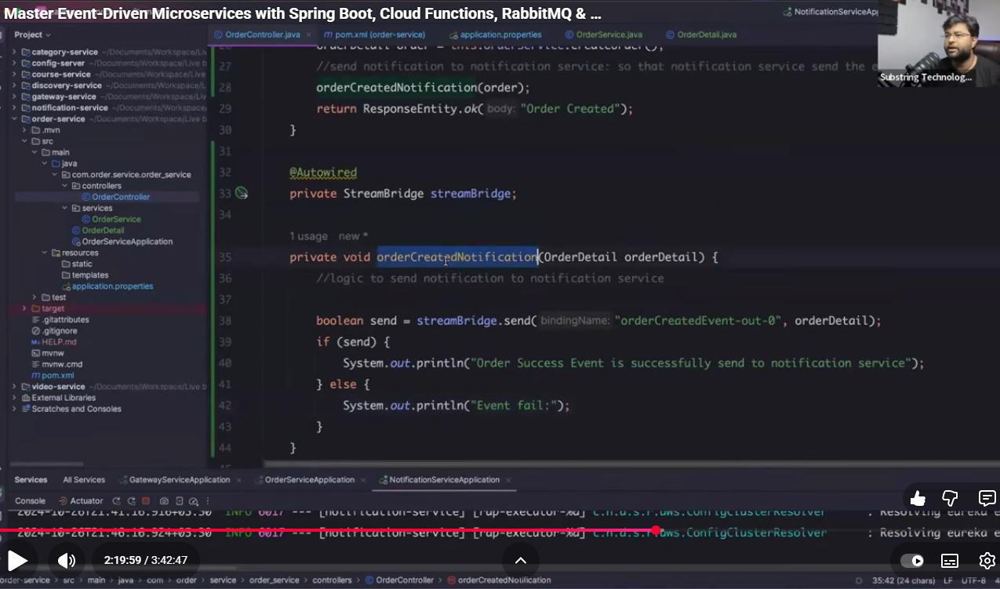 Master Event-Driven Microservices with Spring Boot, Cloud Functions, RabbitMQ & ...
NotificationServiceAp
Substring Technolog...
Project
OrderController.java
pom.xml (order-service)
application.properties
OrderService.java
OrderDetail.java
category-service ~/Documents/Workspace/Liv
config-server ~/Documents/Workspace/Live b
course-service ~/Documents/Workspace/Live
discovery-service ~/Documents/Workspace/Li
gateway-service ~/Documents/Workspace/Liv
notification-service ~/Documents/Workspace
order-service ~/Documents/Workspace/Live b
.mvn
src
main
java
com.order.service.order_service
controllers
OrderController
services
OrderService
OrderDetail
OrderServiceApplication
resources
static
templates
application.properties
test
target
.gitattributes
.gitignore
HELP.md
mvnw
mvnw.cmd
pom.xml
video-service ~/Documents/Workspace/Live b
External Libraries
Scratches and Consoles
26 OrderDetail order = this.orderService.createOrder();
27 //send notification to notification service: so that notification service send the e
28 orderCreatedNotification(order);
29 return ResponseEntity.ok( body: "Order Created");
30 }
31
32 @Autowired
33 private StreamBridge streamBridge;
34
1 usage new *
35 private void orderCreatedNotification(OrderDetail orderDetail) {
36 //logic to send notification to notification service
37
38 boolean send = streamBridge.send( bindingName: "orderCreatedEvent-out-0", orderDetail);
39 if (send) {
40 System.out.println("Order Success Event is successfully send to notification service");
41 } else {
42 System.out.println("Event fail:");
43 }
44 }
45
Services All Services GatewayServiceApplication OrderServiceApplication NotificationServiceApplication
Console Actuator
2024-10-26T21:41:16.916+05:30 INFO 6017 --- [notification-service] [rap-executor-%d] c.n.d.s.r.aws.ConfigClusterResolver : Resolving eureka e
2024-10-26T21:46:16.924+05:30 INFO 6017 --- [notification-service] [rap-executor-%d] c.n.d.s.r.aws.ConfigClusterResolver : Resolving eureka e
2:19:59 / 3:42:47
order-service > src > main > java > com > order > service > order_service > controllers > OrderController > orderCreatedNotification
35:42 (24 chars) LF UTF-8 4